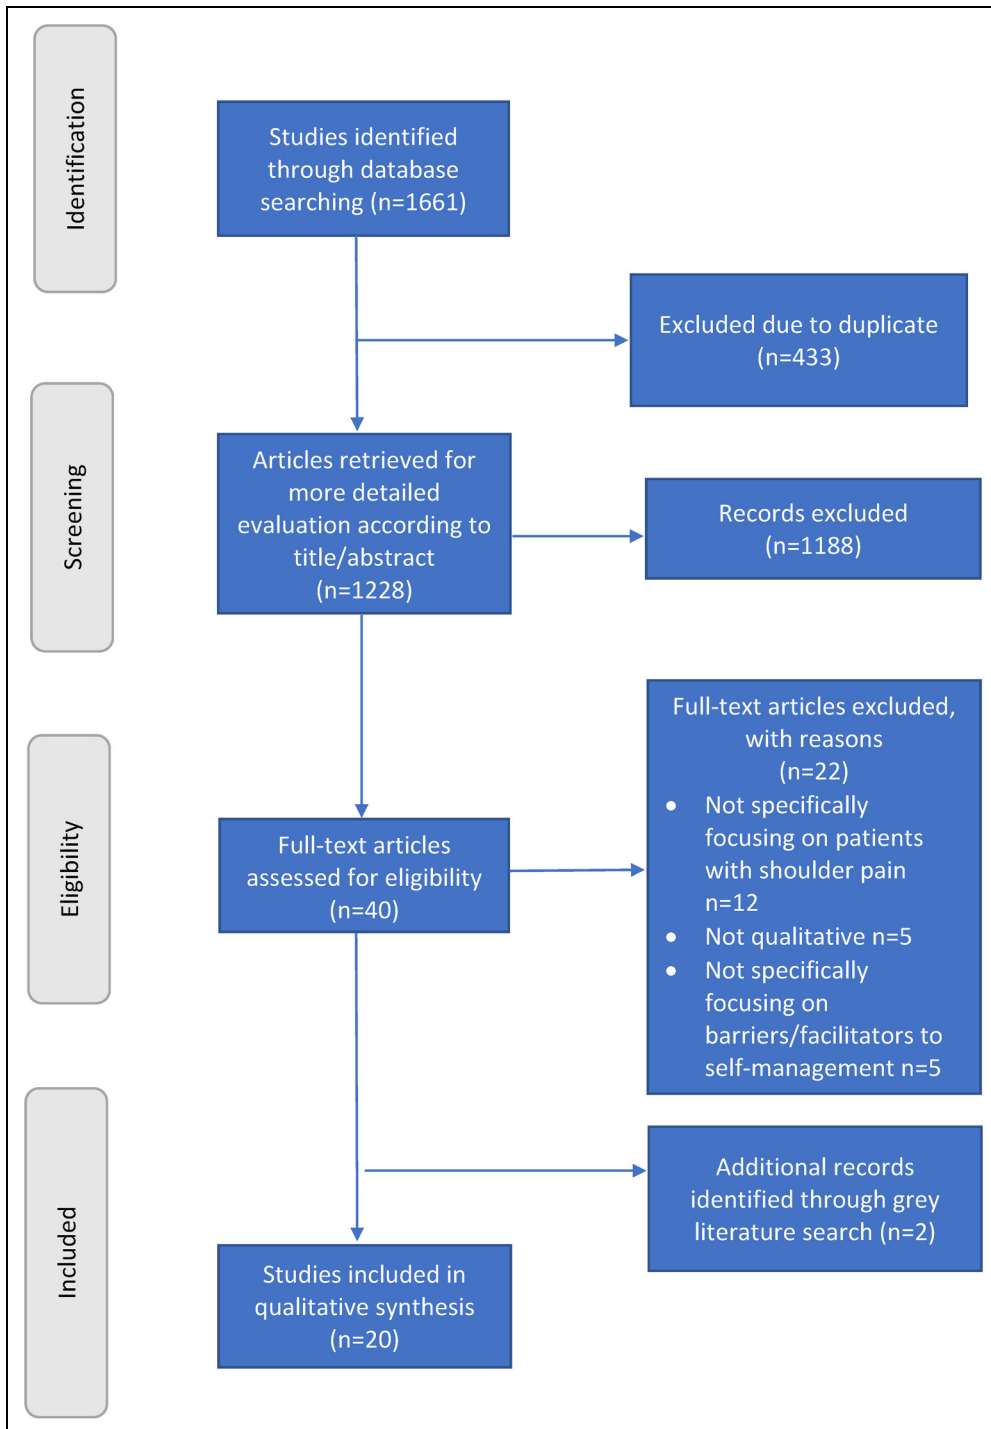 Identification
Studies identified
through database
searching (n=1661)
Excluded due to duplicate
(n=433)
Screening
Articles retrieved for
more detailed
evaluation according to
title/abstract
(n=1228)
Records excluded
(n=1188)
Eligibility
Full-text articles
assessed for eligibility
(n=40)
Full-text articles excluded,
with reasons
(n=22)
• Not specifically
focusing on patients
with shoulder pain
n=12
• Not qualitative n=5
• Not specifically
focusing on
barriers/facilitators to
self-management n=5
Included
Additional records
identified through grey
literature search (n=2)
Studies included in
qualitative synthesis
(n=20)